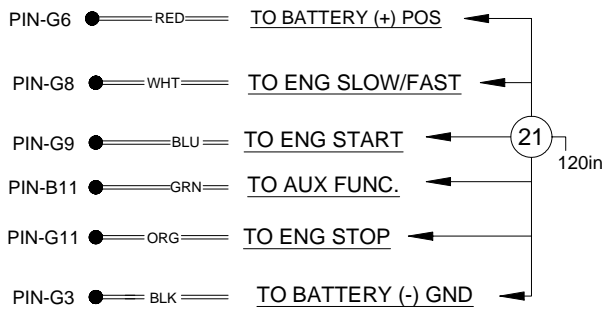 PIN-G6 RED TO BATTERY (+) POS
PIN-G8 WHT TO ENG SLOW/FAST
PIN-G9 BLU TO ENG START
21
120in
PIN-B11 GRN TO AUX FUNC.
PIN-G11 ORG TO ENG STOP
PIN-G3 BLK TO BATTERY (-) GND